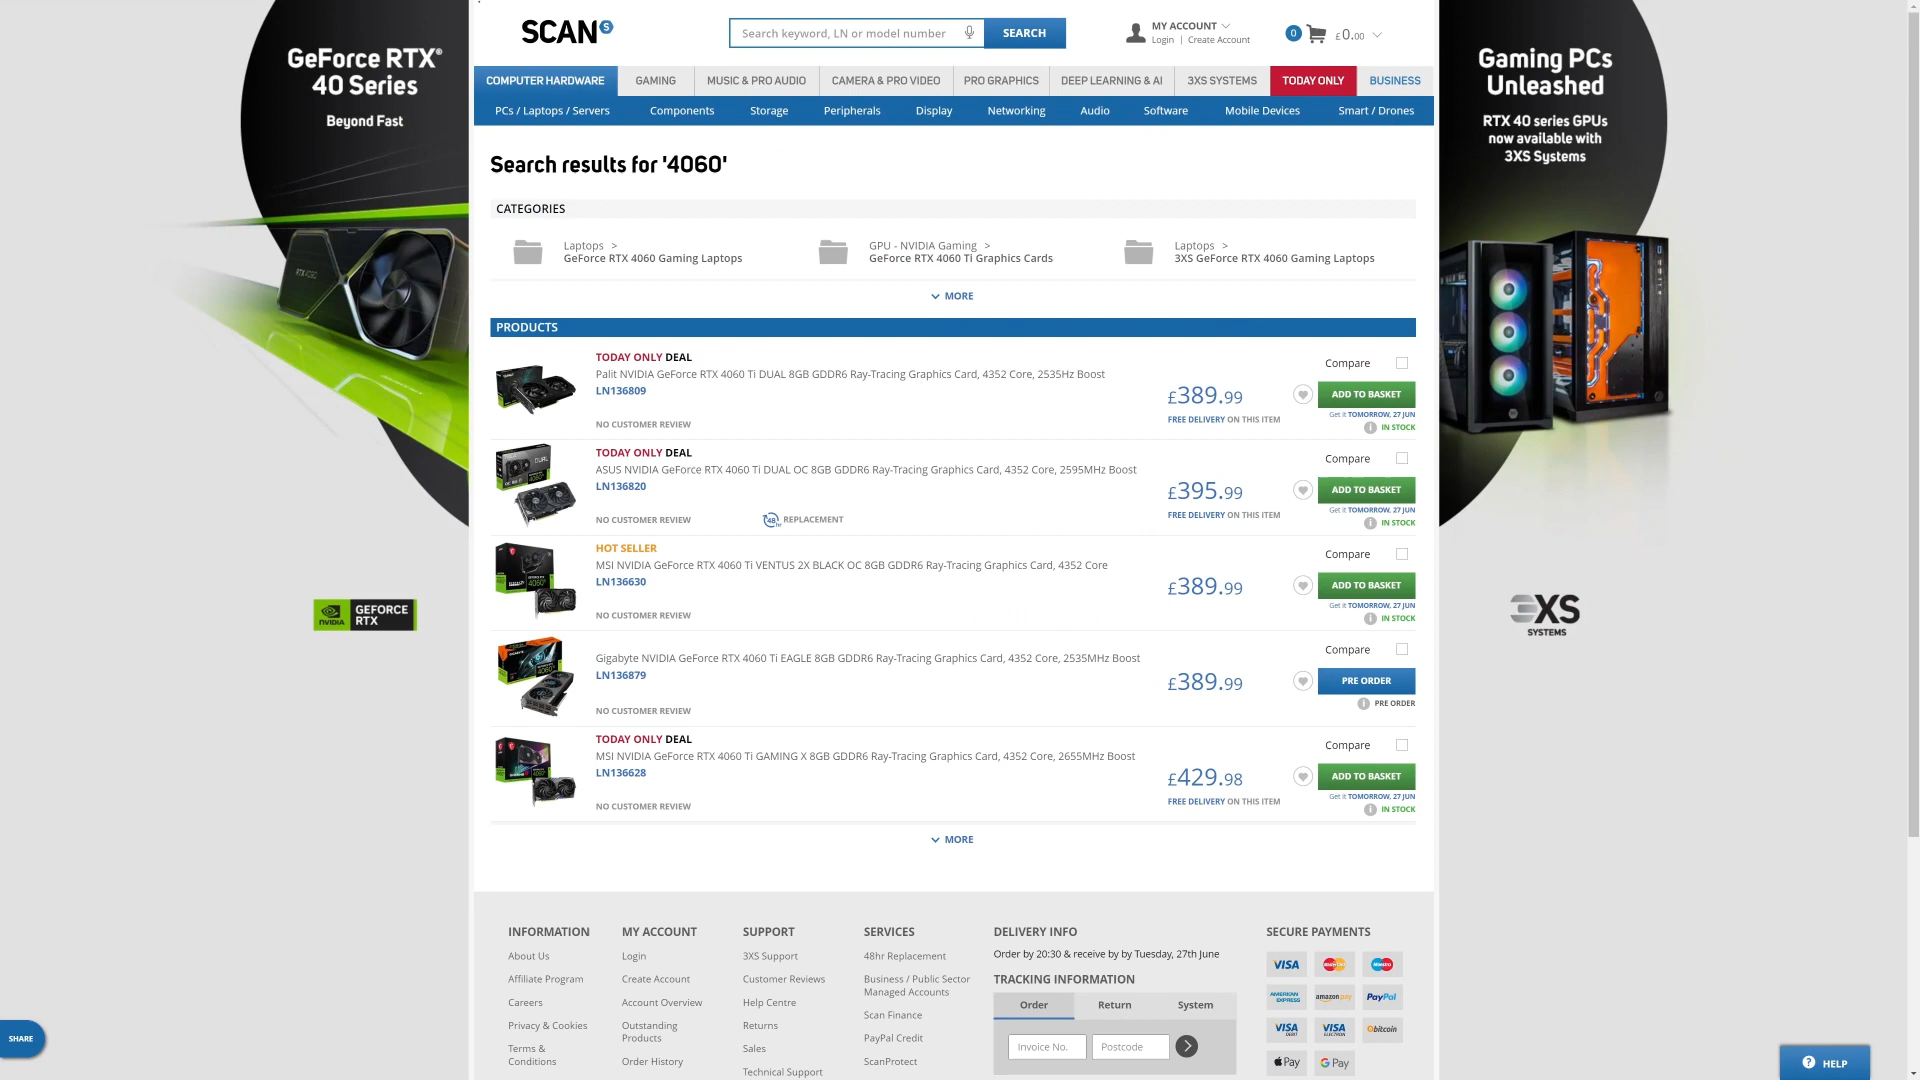 GeForce RTX®
40 Series
Beyond Fast
NVIDIA
GEFORCE
RTX
SCAN S
Search keyword, LN or model number
SEARCH
MY ACCOUNT
Login | Create Account
0
£0.00
COMPUTER HARDWARE GAMING MUSIC & PRO AUDIO CAMERA & PRO VIDEO PRO GRAPHICS DEEP LEARNING & AI 3XS SYSTEMS TODAY ONLY BUSINESS
PCs / Laptops / Servers Components Storage Peripherals Display Networking Audio Software Mobile Devices Smart / Drones
Search results for '4060'
CATEGORIES
Laptops >
GeForce RTX 4060 Gaming Laptops
GPU - NVIDIA Gaming >
GeForce RTX 4060 Ti Graphics Cards
Laptops >
3XS GeForce RTX 4060 Gaming Laptops
MORE
PRODUCTS
TODAY ONLY DEAL
Palit NVIDIA GeForce RTX 4060 Ti DUAL 8GB GDDR6 Ray-Tracing Graphics Card, 4352 Core, 2535Hz Boost
LN136809
NO CUSTOMER REVIEW
£389.99
FREE DELIVERY ON THIS ITEM
Compare
ADD TO BASKET
Get it TOMORROW, 27 JUN
IN STOCK
TODAY ONLY DEAL
ASUS NVIDIA GeForce RTX 4060 Ti DUAL OC 8GB GDDR6 Ray-Tracing Graphics Card, 4352 Core, 2595MHz Boost
LN136820
NO CUSTOMER REVIEW
48hr REPLACEMENT
£395.99
FREE DELIVERY ON THIS ITEM
Compare
ADD TO BASKET
Get it TOMORROW, 27 JUN
IN STOCK
HOT SELLER
MSI NVIDIA GeForce RTX 4060 Ti VENTUS 2X BLACK OC 8GB GDDR6 Ray-Tracing Graphics Card, 4352 Core
LN136630
NO CUSTOMER REVIEW
£389.99
Compare
ADD TO BASKET
Get it TOMORROW, 27 JUN
IN STOCK
Gigabyte NVIDIA GeForce RTX 4060 Ti EAGLE 8GB GDDR6 Ray-Tracing Graphics Card, 4352 Core, 2535MHz Boost
LN136879
NO CUSTOMER REVIEW
£389.99
Compare
PRE ORDER
PRE ORDER
TODAY ONLY DEAL
MSI NVIDIA GeForce RTX 4060 Ti GAMING X 8GB GDDR6 Ray-Tracing Graphics Card, 4352 Core, 2655MHz Boost
LN136628
NO CUSTOMER REVIEW
£429.98
FREE DELIVERY ON THIS ITEM
Compare
ADD TO BASKET
Get it TOMORROW, 27 JUN
IN STOCK
MORE
INFORMATION
About Us
Affiliate Program
Careers
Privacy & Cookies
Terms &
Conditions
MY ACCOUNT
Login
Create Account
Account Overview
Outstanding
Products
Order History
SUPPORT
3XS Support
Customer Reviews
Help Centre
Returns
Sales
Technical Support
SERVICES
48hr Replacement
Business / Public Sector
Managed Accounts
Scan Finance
PayPal Credit
ScanProtect
DELIVERY INFO
Order by 20:30 & receive by by Tuesday, 27th June
TRACKING INFORMATION
Order Return System
Invoice No. Postcode
SECURE PAYMENTS
VISA MasterCard Maestro
AMERICAN EXPRESS amazon pay PayPal
VISA DEBIT VISA ELECTRON bitcoin
Pay G Pay
Gaming PCs
Unleashed
RTX 40 series GPUs
now available with
3XS Systems
3XS
SYSTEMS
SHARE
? HELP